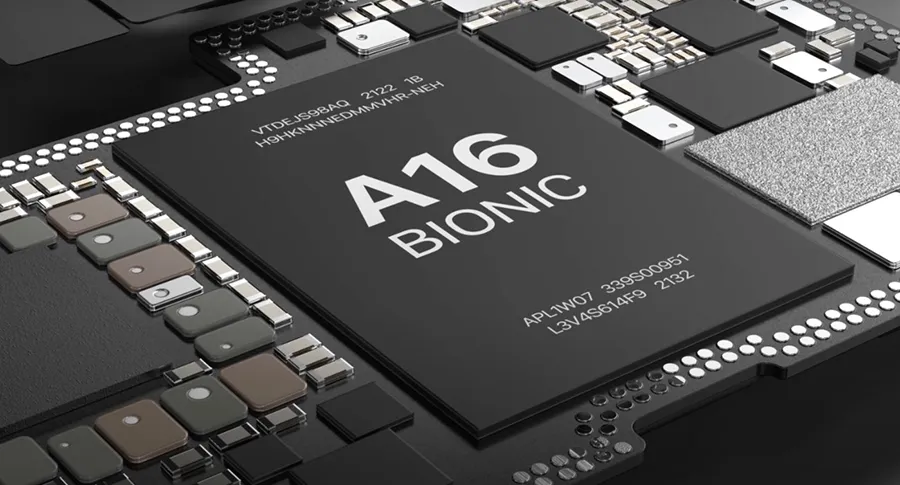 VTDEJS98AQ 2122 1B
H9HKNNNEDMMVHR-NEH
A16
BIONIC
APL1W07 339S00951
L3V4S614F9 2132